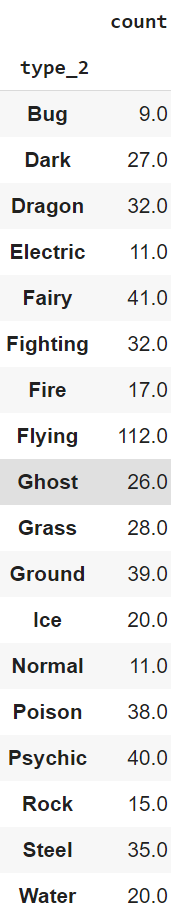 count
type_2
Bug 9.0
Dark 27.0
Dragon 32.0
Electric 11.0
Fairy 41.0
Fighting 32.0
Fire 17.0
Flying 112.0
Ghost 26.0
Grass 28.0
Ground 39.0
Ice 20.0
Normal 11.0
Poison 38.0
Psychic 40.0
Rock 15.0
Steel 35.0
Water 20.0